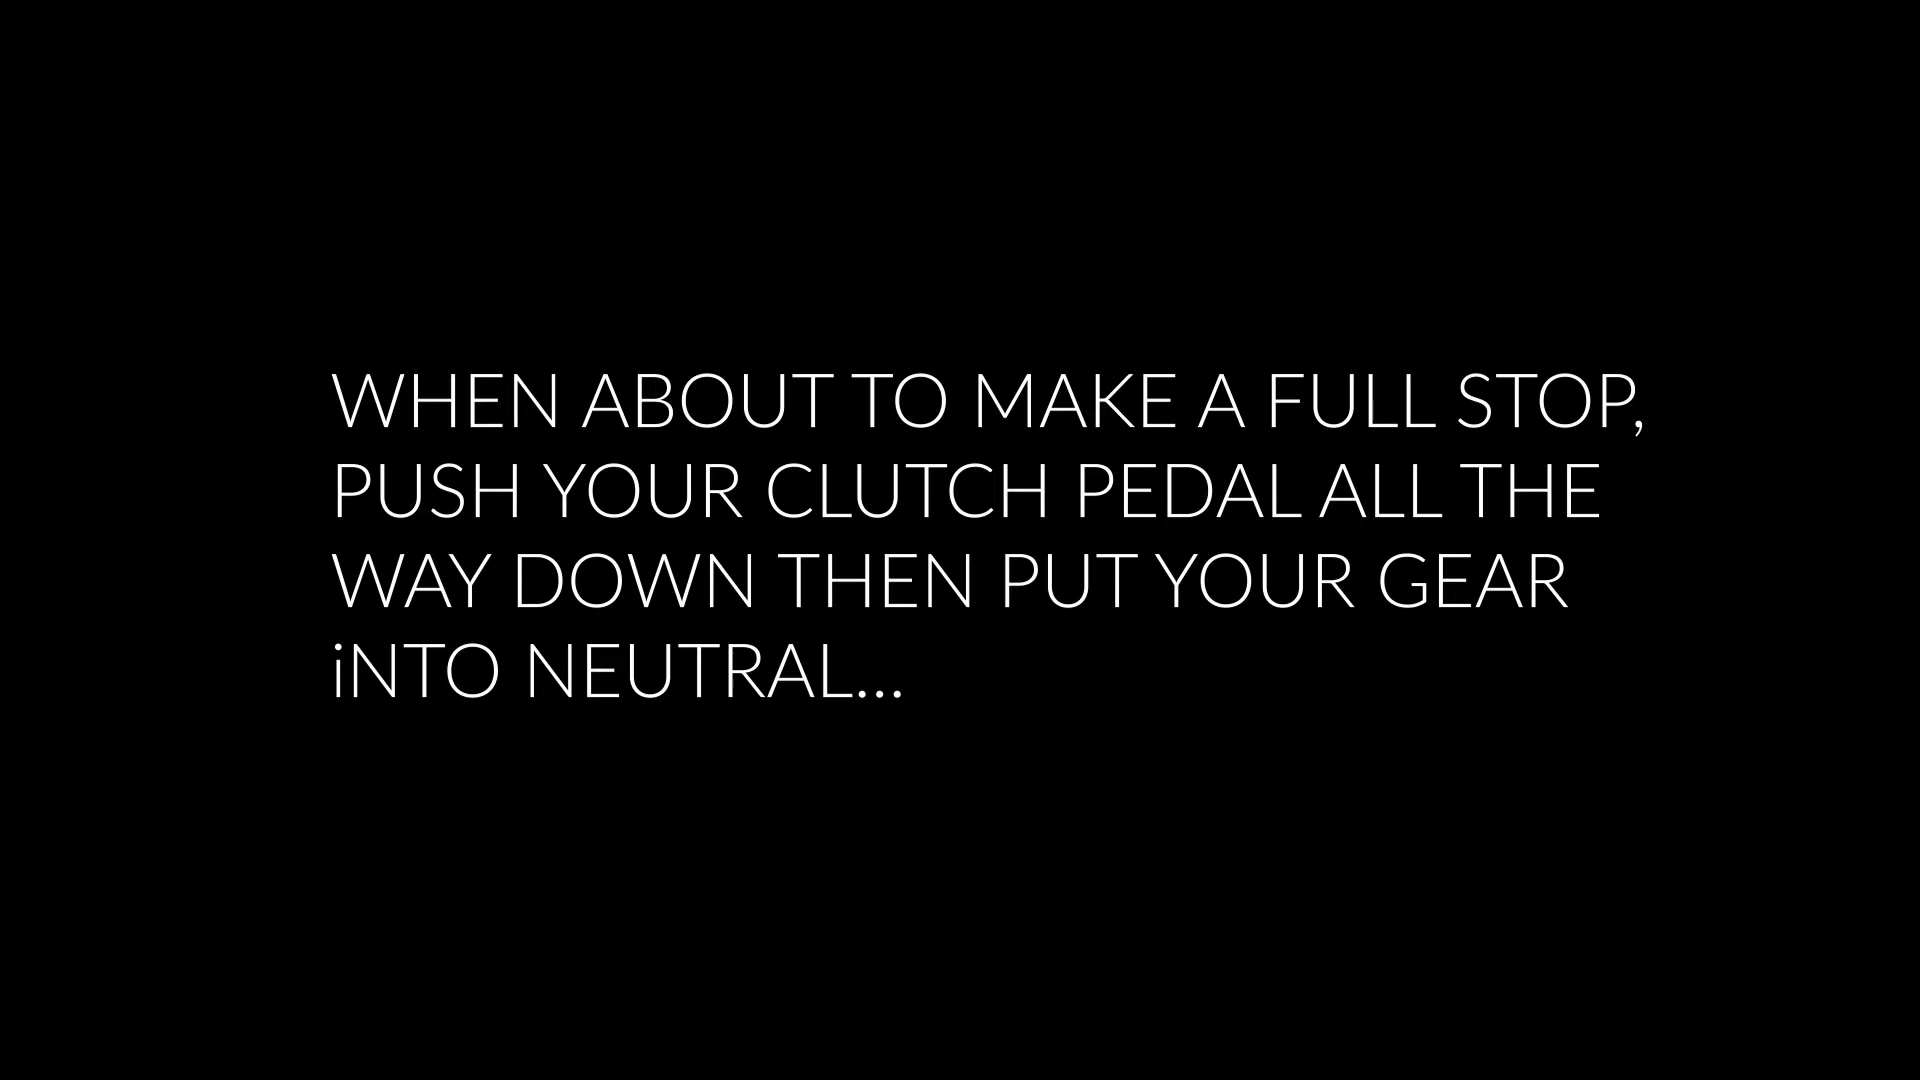 WHEN ABOUT TO MAKE A FULL STOP,
PUSH YOUR CLUTCH PEDAL ALL THE
WAY DOWN THEN PUT YOUR GEAR
iNTO NEUTRAL...